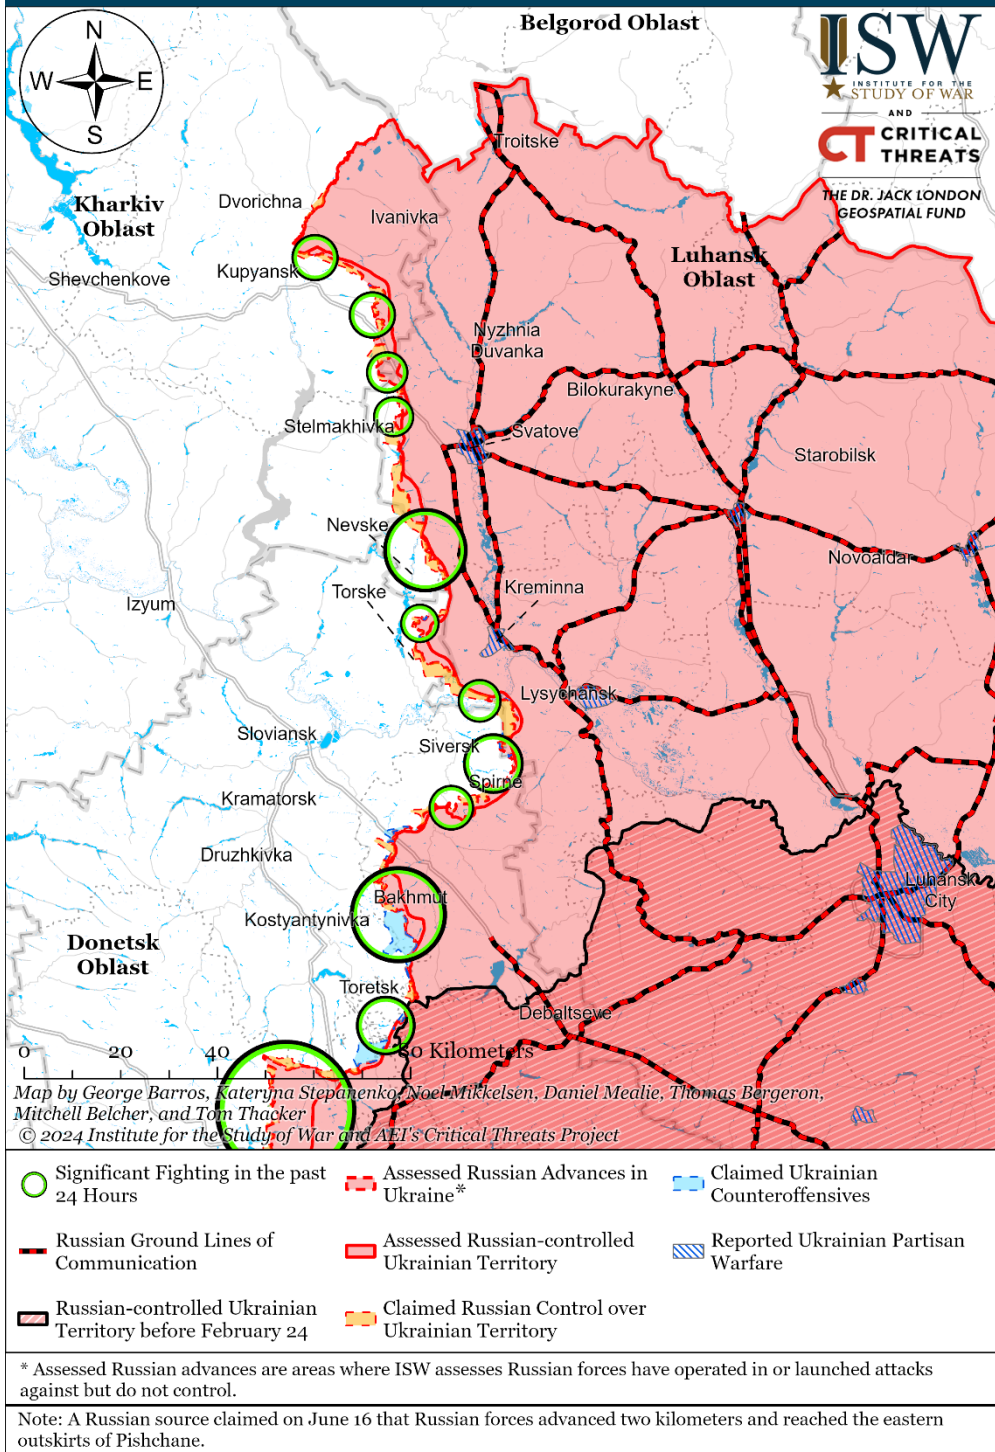 Belgorod Oblast
N
W
E
S
ISW
INSTITUTE FOR THE
STUDY OF WAR
AND
CT CRITICAL
THREATS
THE DR. JACK LONDON
GEOSPATIAL FUND
Troitske
Kharkiv
Oblast
Dvorichna
Ivanivka
Luhansk
Oblast
Shevchenkove
Kupyansk
Nyzhnia
Duvanka
Bilokurakyne
Stelmakhivka
Svatove
Starobilsk
Nevske
Novoaidar
Torske
Kreminna
Izyum
Lysychansk
Sloviansk
Siversk
Spirne
Kramatorsk
Druzhkivka
Luhansk
City
Bakhmut
Kostyantynivka
Donetsk
Oblast
Toretsk
Debaltseve
0 20 40 80 Kilometers
Map by George Barros, Kateryna Stepanenko, Noel Mikkelsen, Daniel Mealie, Thomas Bergeron,
Mitchell Belcher, and Tom Thacker
© 2024 Institute for the Study of War and AEI's Critical Threats Project
Significant Fighting in the past
24 Hours
Assessed Russian Advances in
Ukraine*
Claimed Ukrainian
Counteroffensives
Russian Ground Lines of
Communication
Assessed Russian-controlled
Ukrainian Territory
Reported Ukrainian Partisan
Warfare
Russian-controlled Ukrainian
Territory before February 24
Claimed Russian Control over
Ukrainian Territory
* Assessed Russian advances are areas where ISW assesses Russian forces have operated in or launched attacks
against but do not control.
Note: A Russian source claimed on June 16 that Russian forces advanced two kilometers and reached the eastern
outskirts of Pishchane.